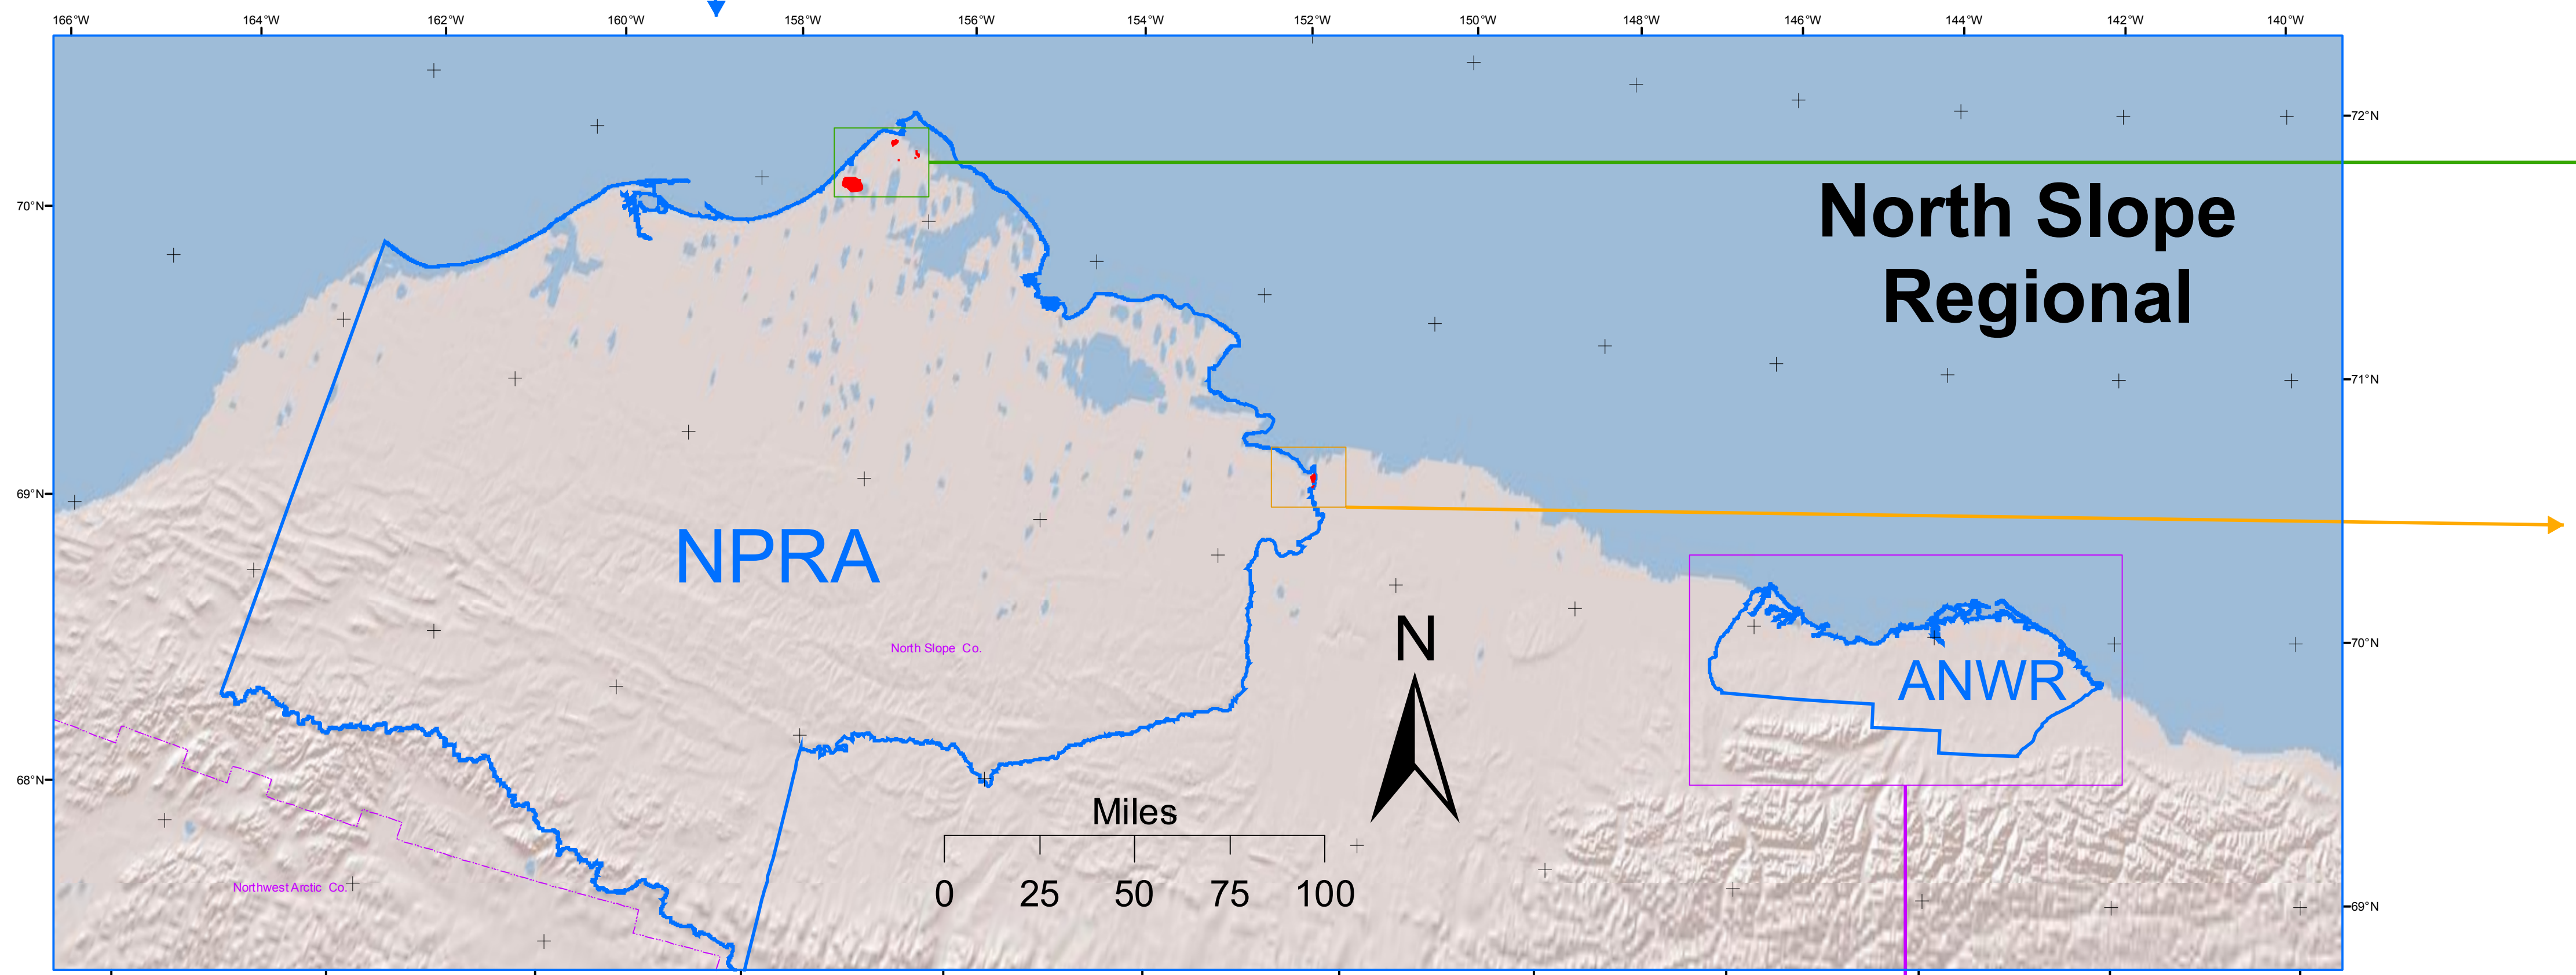 166°W 164°W 162°W 160°W 158°W 156°W 154°W 152°W 150°W 148°W 146°W 144°W 142°W 140°W
72°N
70°N
North Slope
Regional
71°N
69°N
NPRA
N
70°N
North Slope Co.
ANWR
68°N
Miles
0 25 50 75 100
Northwest Arctic Co.
69°N